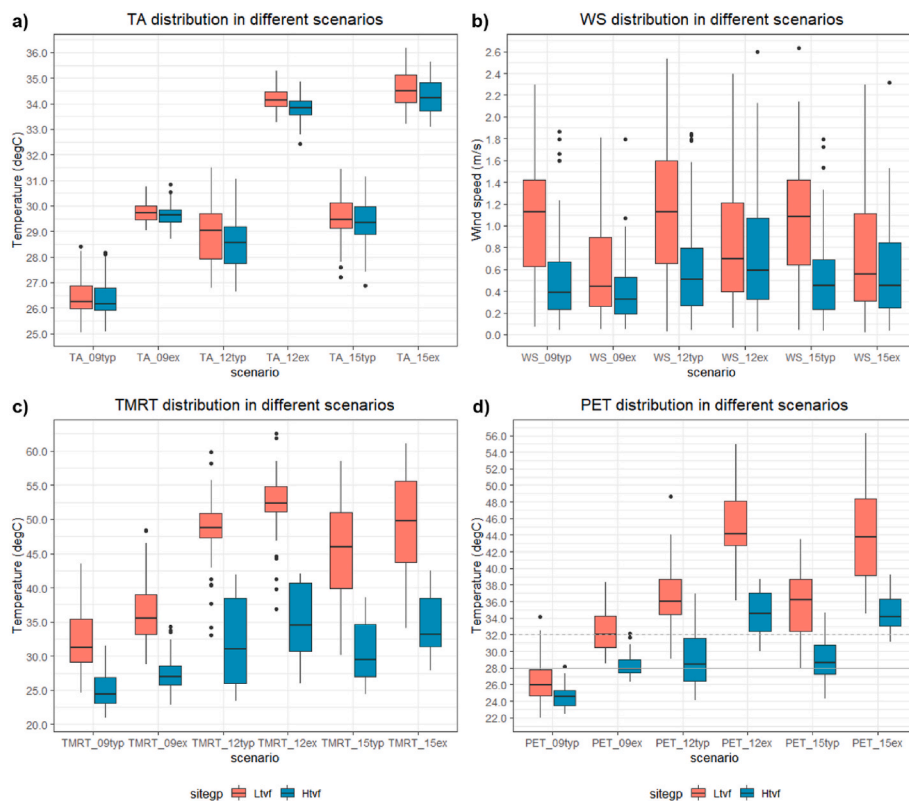 a) TA distribution in different scenarios
36.0
35.0
34.0
33.0
32.0
31.0
30.0
29.0
28.0
27.0
26.0
25.0
Temperature (degC)
TA_09typ TA_09ex TA_12typ TA_12ex TA_15typ TA_15ex
scenario
b) WS distribution in different scenarios
2.6
2.4
2.2
2.0
1.8
1.6
1.4
1.2
1.0
0.8
0.6
0.4
0.2
0.0
Wind speed (m/s)
WS_09typ WS_09ex WS_12typ WS_12ex WS_15typ WS_15ex
scenario
c) TMRT distribution in different scenarios
60.0
55.0
50.0
45.0
40.0
35.0
30.0
25.0
20.0
Temperature (degC)
TMRT_09typ TMRT_09ex TMRT_12typ TMRT_12ex TMRT_15typ TMRT_15ex
scenario
sitegp Ltvf Htvf
d) PET distribution in different scenarios
56.0
54.0
52.0
50.0
48.0
46.0
44.0
42.0
40.0
38.0
36.0
34.0
32.0
30.0
28.0
26.0
24.0
22.0
Temperature (degC)
PET_09typ PET_09ex PET_12typ PET_12ex PET_15typ PET_15ex
scenario
sitegp Ltvf Htvf